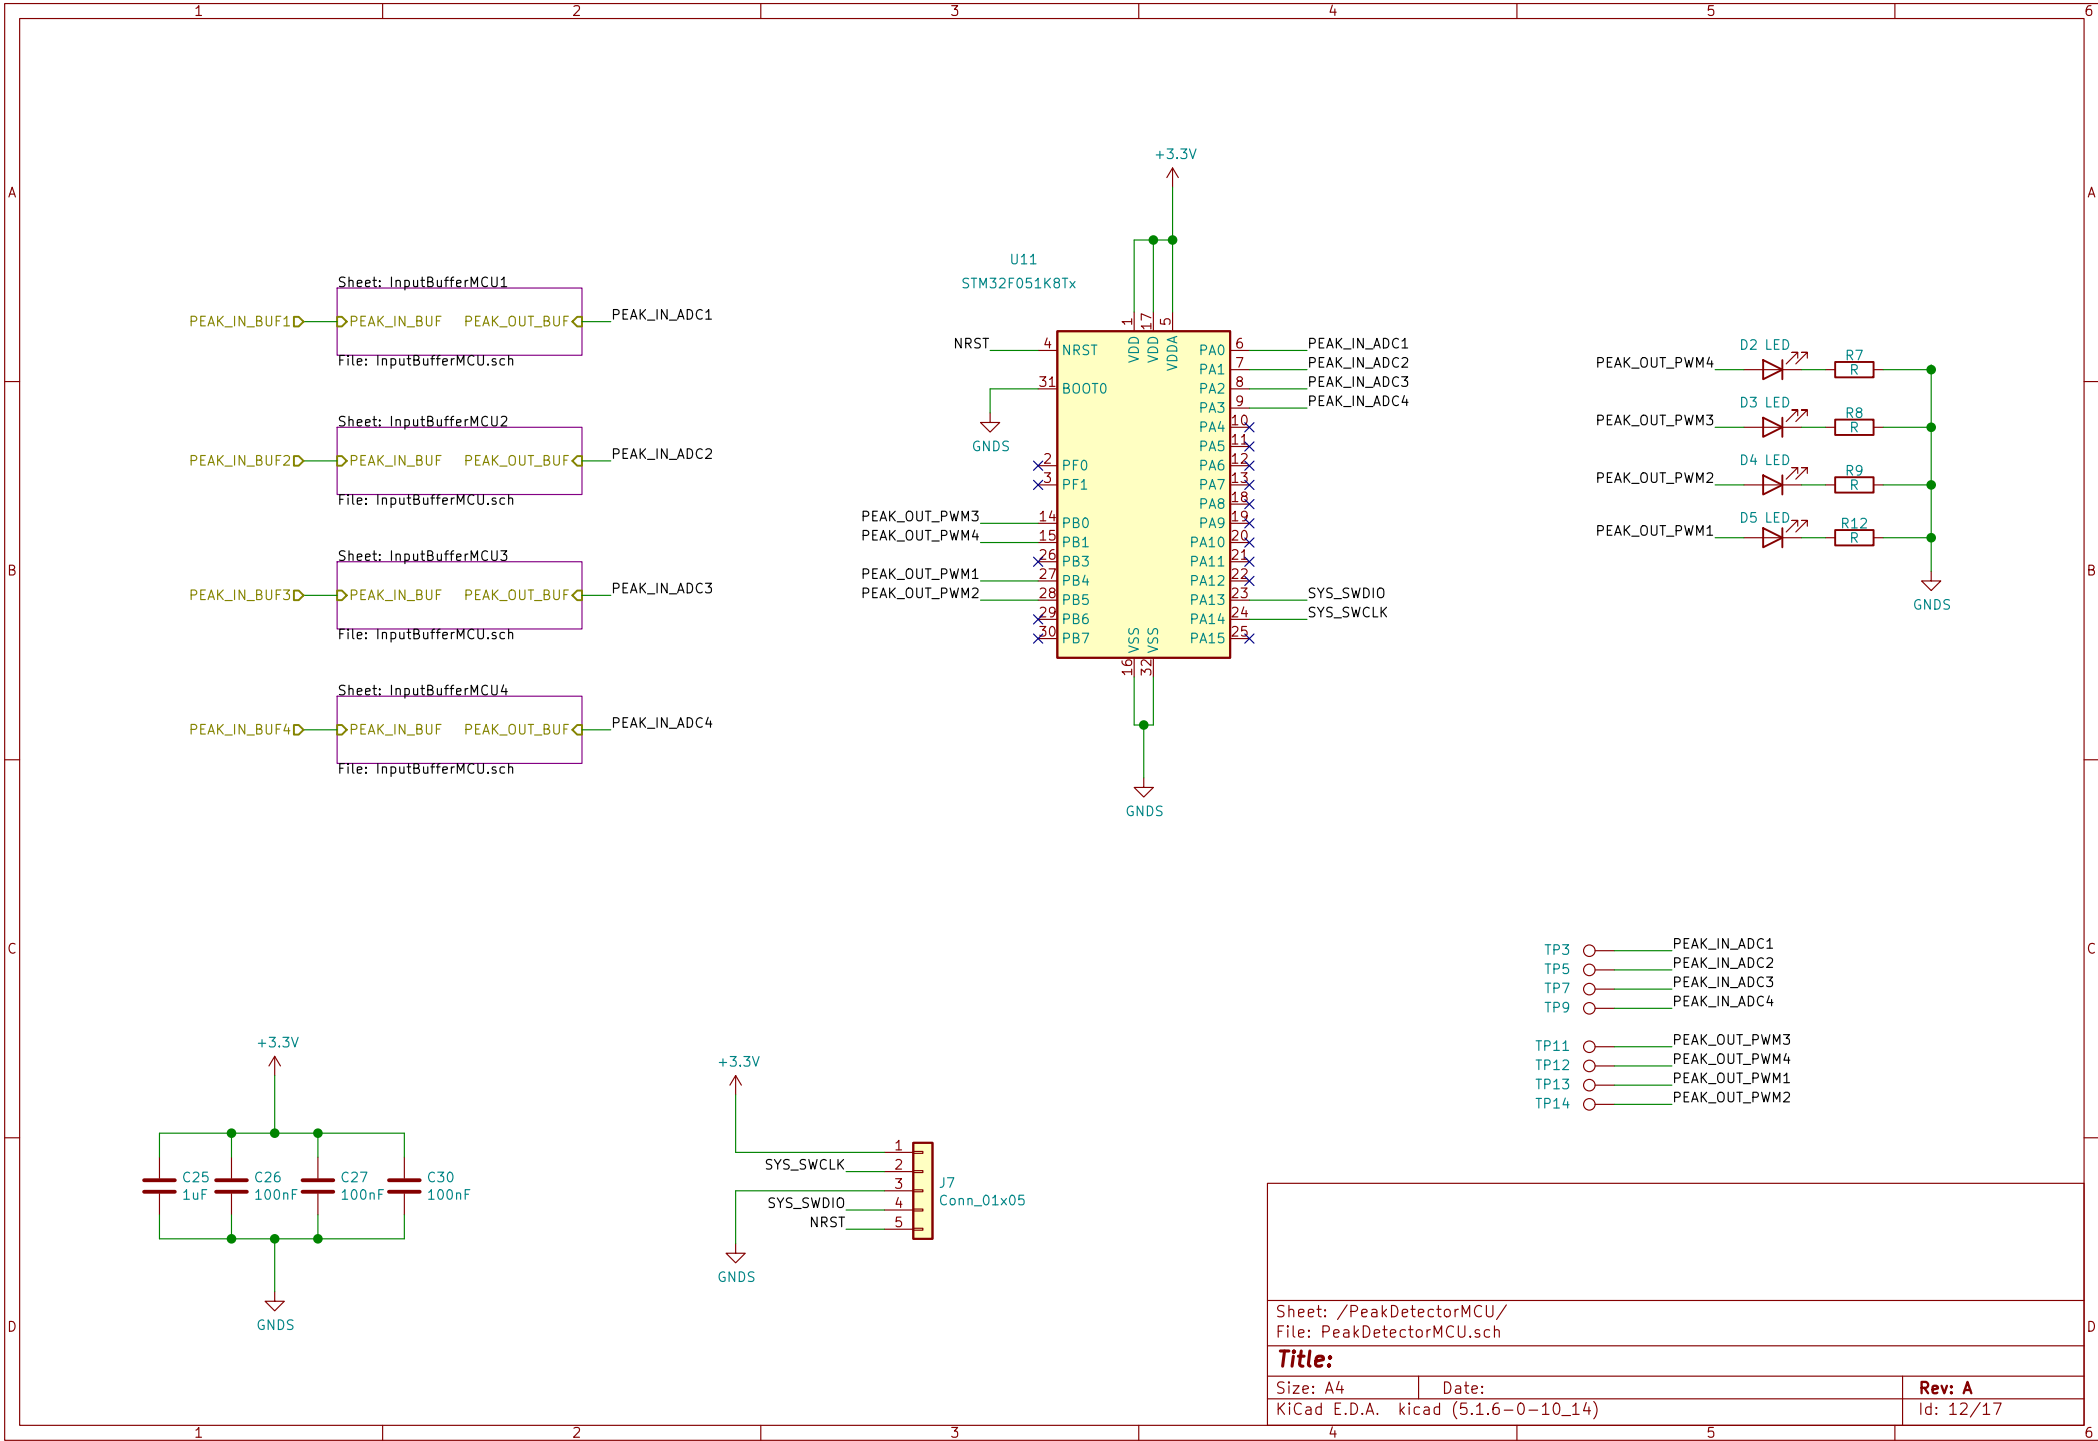 1 2 3 4 5 6
A A
B B
C C
D D
Sheet: InputBufferMCU1
PEAK_IN_BUF1 PEAK_IN_BUF PEAK_OUT_BUF PEAK_IN_ADC1
File: InputBufferMCU.sch
Sheet: InputBufferMCU2
PEAK_IN_BUF2 PEAK_IN_BUF PEAK_OUT_BUF PEAK_IN_ADC2
File: InputBufferMCU.sch
Sheet: InputBufferMCU3
PEAK_IN_BUF3 PEAK_IN_BUF PEAK_OUT_BUF PEAK_IN_ADC3
File: InputBufferMCU.sch
Sheet: InputBufferMCU4
PEAK_IN_BUF4 PEAK_IN_BUF PEAK_OUT_BUF PEAK_IN_ADC4
File: InputBufferMCU.sch
+3.3V
U11
STM32F051K8Tx
1 17 5
VDD VDD VDDA
NRST 4 NRST
31 BOOT0
GNDS
2 PF0
3 PF1
PEAK_OUT_PWM3 14 PB0
PEAK_OUT_PWM4 15 PB1
26 PB3
PEAK_OUT_PWM1 27 PB4
PEAK_OUT_PWM2 28 PB5
29 PB6
30 PB7
PA0 6 PEAK_IN_ADC1
PA1 7 PEAK_IN_ADC2
PA2 8 PEAK_IN_ADC3
PA3 9 PEAK_IN_ADC4
PA4 10
PA5 11
PA6 12
PA7 13
PA8 18
PA9 19
PA10 20
PA11 21
PA12 22
PA13 23 SYS_SWDIO
PA14 24 SYS_SWCLK
PA15 25
VSS VSS
16 32
GNDS
D2 LED R7
PEAK_OUT_PWM4 R
D3 LED R8
PEAK_OUT_PWM3 R
D4 LED R9
PEAK_OUT_PWM2 R
D5 LED R12
PEAK_OUT_PWM1 R
GNDS
TP3 PEAK_IN_ADC1
TP5 PEAK_IN_ADC2
TP7 PEAK_IN_ADC3
TP9 PEAK_IN_ADC4
TP11 PEAK_OUT_PWM3
TP12 PEAK_OUT_PWM4
TP13 PEAK_OUT_PWM1
TP14 PEAK_OUT_PWM2
+3.3V
C25 C26 C27 C30
1uF 100nF 100nF 100nF
GNDS
+3.3V
1
SYS_SWCLK 2
3
SYS_SWDIO 4
NRST 5
J7
Conn_01x05
GNDS
Sheet: /PeakDetectorMCU/
File: PeakDetectorMCU.sch
Title:
Size: A4 Date: Rev: A
KiCad E.D.A. kicad (5.1.6-0-10_14) Id: 12/17
1 2 3 4 5 6